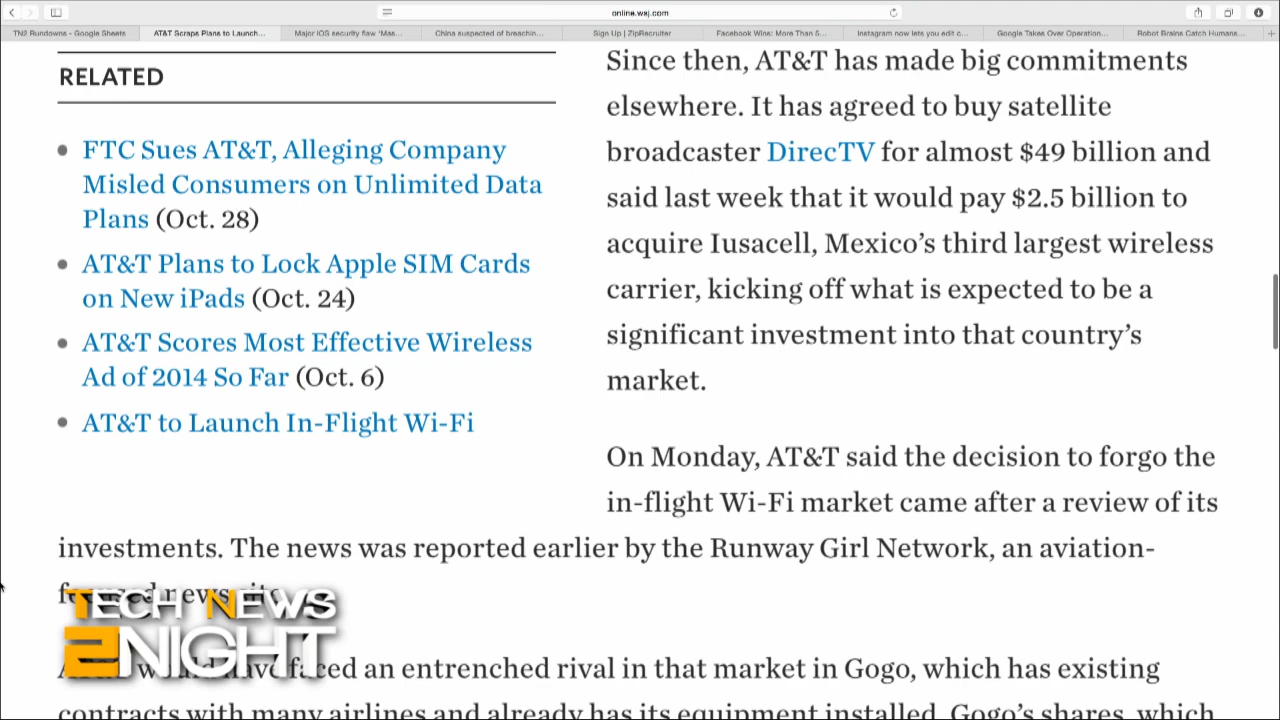 online.wsj.com
TN2 Rundowns - Google Sheets
AT&T Scraps Plans to Launch...
Major iOS security flaw 'Mas...
China suspected of breachin...
Sign Up | ZipRecruiter
Facebook Wins: More Than 5...
Instagram now lets you edit c...
Google Takes Over Operation...
Robot Brains Catch Humans...
RELATED
FTC Sues AT&T, Alleging Company
Misled Consumers on Unlimited Data
Plans (Oct. 28)
AT&T Plans to Lock Apple SIM Cards
on New iPads (Oct. 24)
AT&T Scores Most Effective Wireless
Ad of 2014 So Far (Oct. 6)
AT&T to Launch In-Flight Wi-Fi
Since then, AT&T has made big commitments
elsewhere. It has agreed to buy satellite
broadcaster DirecTV for almost $49 billion and
said last week that it would pay $2.5 billion to
acquire Iusacell, Mexico's third largest wireless
carrier, kicking off what is expected to be a
significant investment into that country's
market.
On Monday, AT&T said the decision to forgo the
in-flight Wi-Fi market came after a review of its
investments. The news was reported earlier by the Runway Girl Network, an aviation-
focused news site.
would have faced an entrenched rival in that market in Gogo, which has existing
contracts with many airlines and already has its equipment installed. Gogo's shares, which
TECH NEWS
2NIGHT